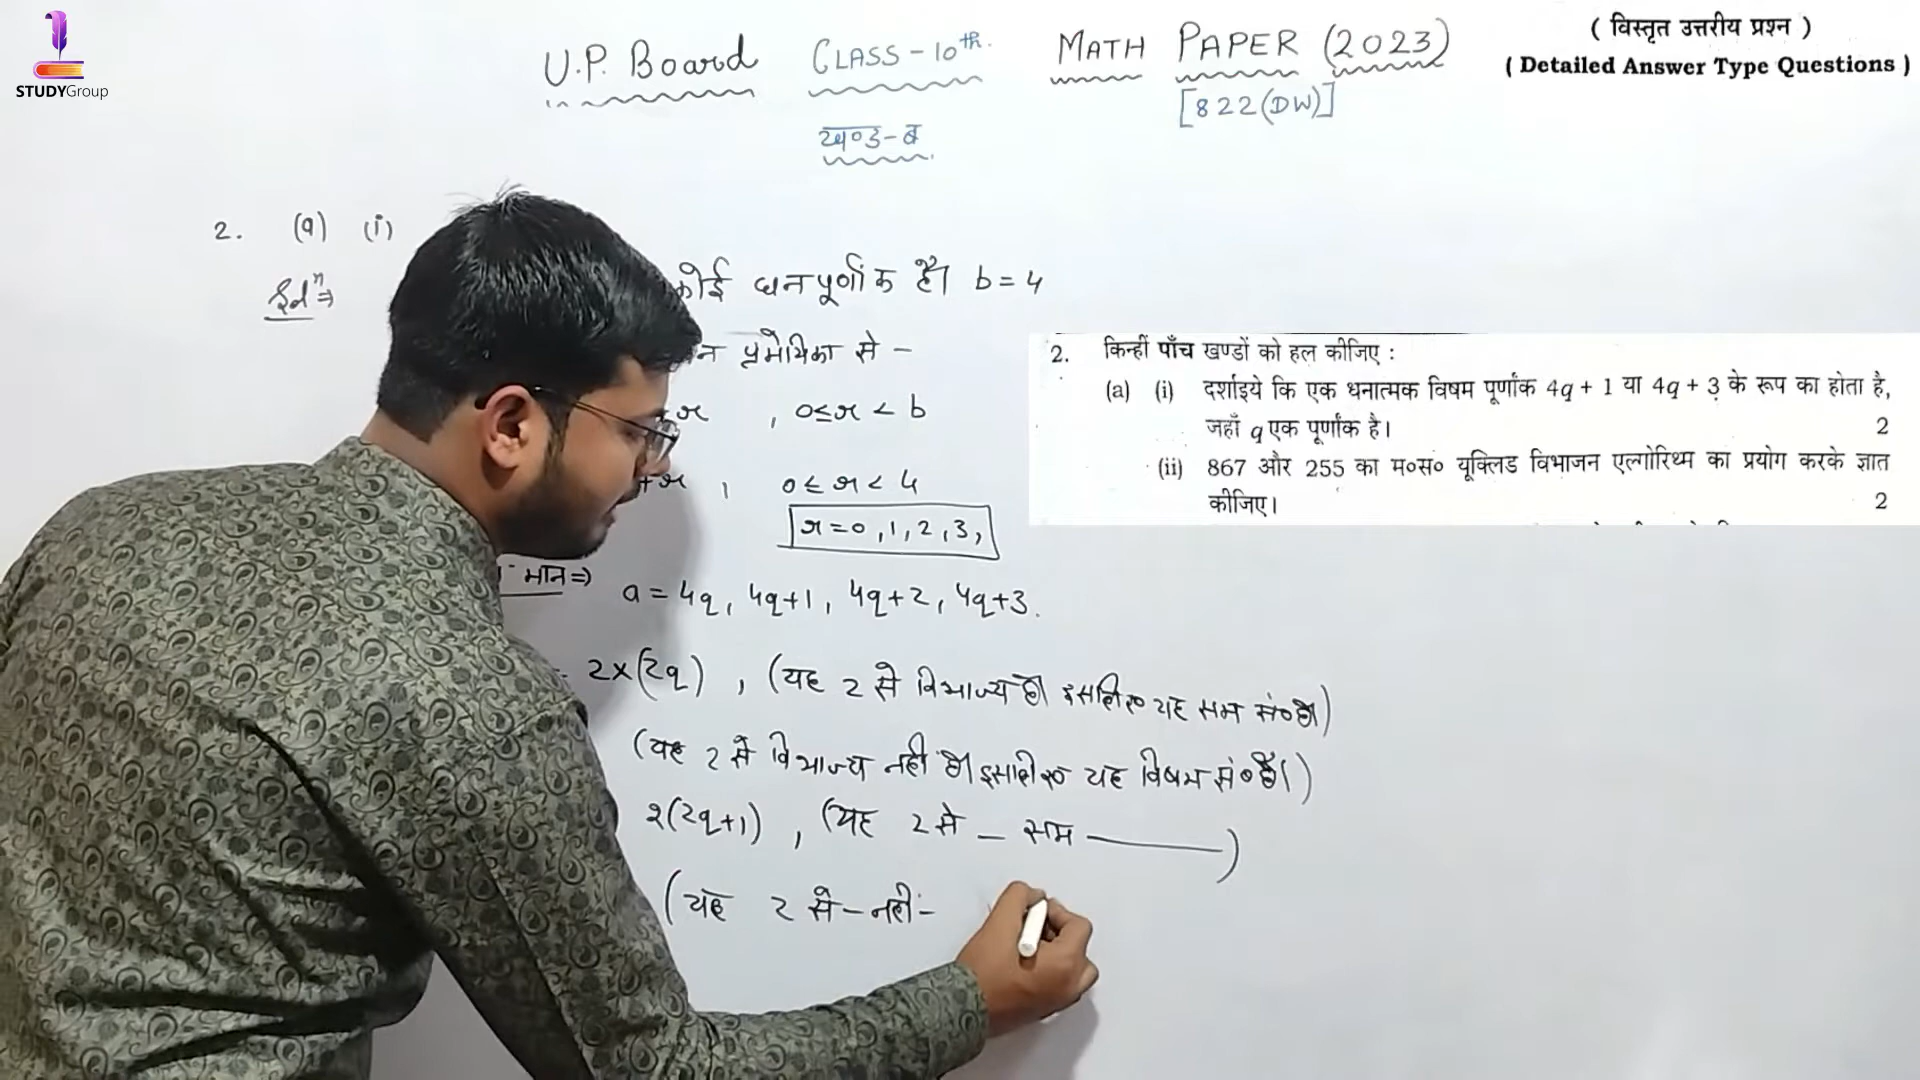 STUDYGroup
U.P. Board CLASS-10th. MATH PAPER (2023)
[822(DW)]
खण्ड-ब
( विस्तृत उत्तरीय प्रश्न )
( Detailed Answer Type Questions )
2. (a) (i)
Soln ⇒
कोई धनपूर्णांक है। b = 4
न प्रमेयिका से -
+r , 0≤r < b
+r , 0≤r< 4
r=0,1,2,3,
मान ⇒ a = 4q, 4q+1, 4q+2, 4q+3.
= 2×(2q) , (यह 2 से विभाज्य है। इसलिए यह सम सं० है।)
(यह 2 से विभाज्य नहीं है। इसलिए यह विषम सं० है।)
2(2q+1) , (यह 2 से — सम ——)
(यह 2 से – नहीं –
2. किन्हीं पाँच खण्डों को हल कीजिए :
(a) (i) दर्शाइये कि एक धनात्मक विषम पूर्णांक 4q + 1 या 4q + 3 के रूप का होता है,
जहाँ q एक पूर्णांक है। 2
(ii) 867 और 255 का म०स० यूक्लिड विभाजन एल्गोरिथ्म का प्रयोग करके ज्ञात
कीजिए। 2